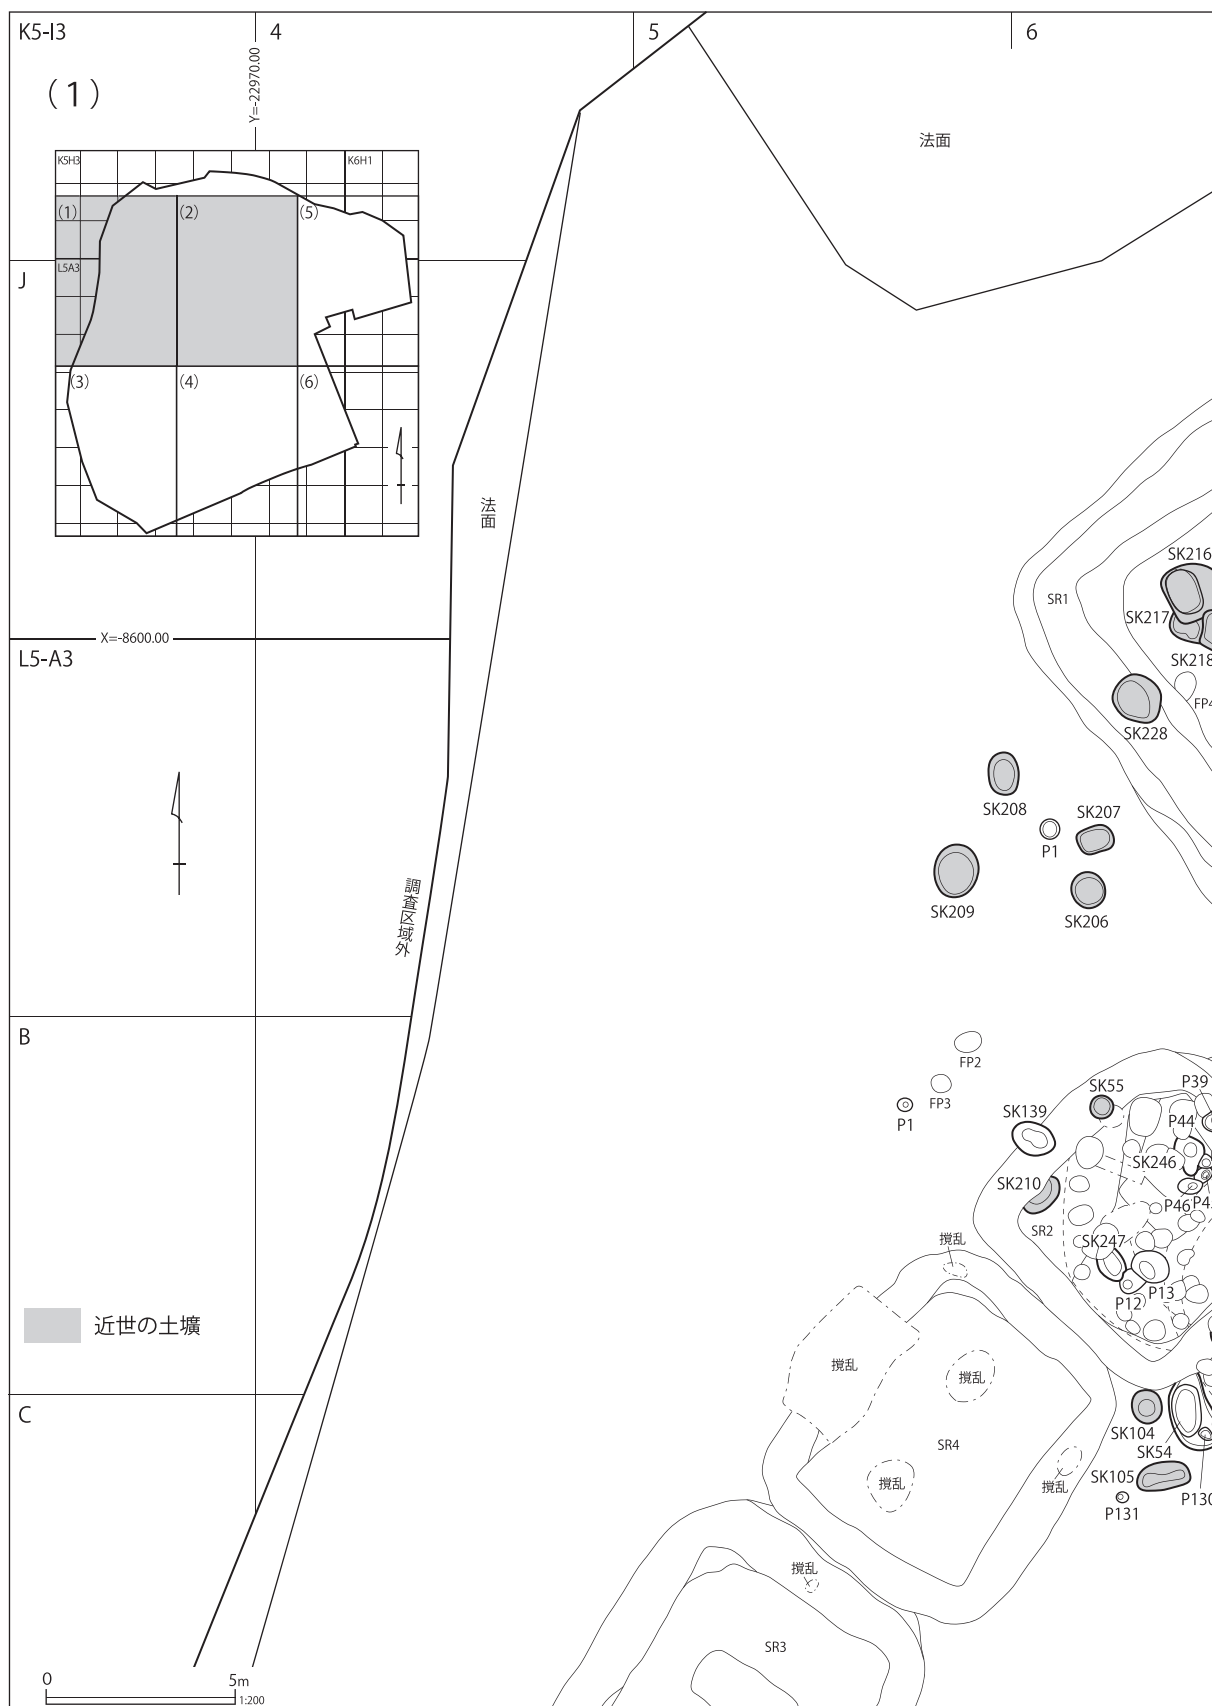 K5-I3
4
5
6
(1)
Y=-22970.00
法面
K5H3
K6H1
(1)
(2)
(5)
L5A3
(3)
(4)
(6)
J
法面
SK216
SR1
SK217
SK218
X=-8600.00
L5-A3
FP4
SK228
SK208
SK207
P1
SK209
SK206
調査区域外
B
FP2
FP3
P1
SK55
P39
SK139
P44
SK246
SK210
P46
SR2
SK247
撹乱
P12
P13
近世の土壙
撹乱
撹乱
C
SK104
SR4
SK54
SK105
撹乱
撹乱
P131
P130
撹乱
SR3
0
5m
1:200